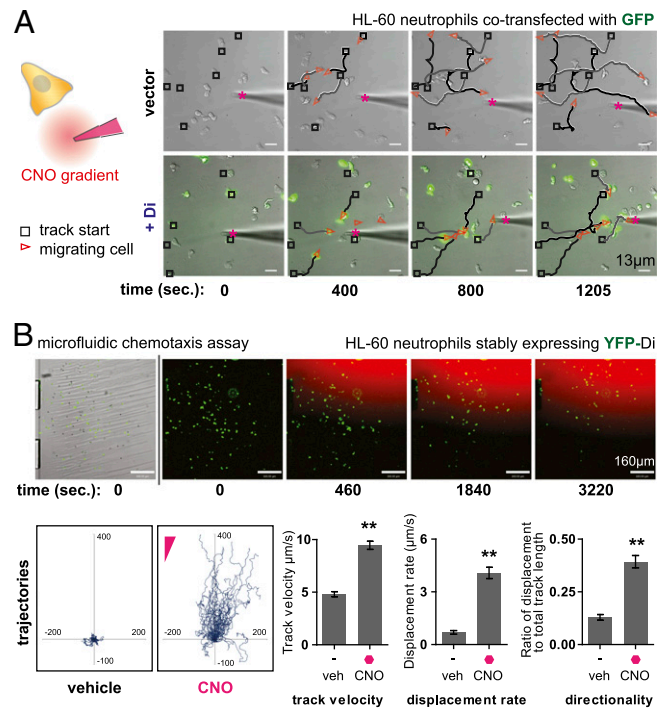 A
HL-60 neutrophils co-transfected with GFP
vector
*
*
*
*
CNO gradient
track start
migrating cell
+ Di
*
*
*
*
13µm
time (sec.): 0 400 800 1205
B
microfluidic chemotaxis assay
HL-60 neutrophils stably expressing YFP-Di
160µm
time (sec.): 0 0 460 1840 3220
trajectories
400
-200 200
-100
vehicle
400
-200 200
-100
CNO
Track velocity µm/s
10
5
0
**
-
veh CNO
track velocity
Displacement rate (µm/s)
6
3
0
**
-
veh CNO
displacement rate
Ratio of displacement
to total track length
0.50
0.25
0.00
**
-
veh CNO
directionality